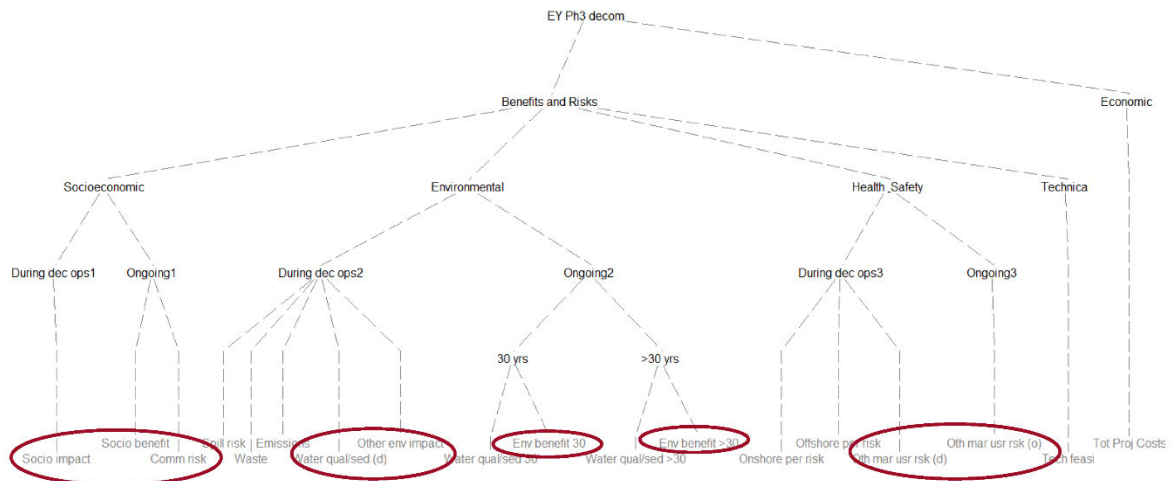 EY Ph3 decom
Benefits and Risks Economic
Socioeconomic Environmental Health_Safety Technica
During dec ops1 Ongoing1 During dec ops2 Ongoing2 During dec ops3 Ongoing3
30 yrs >30 yrs
Socio benefit Spill risk Emissions Other env impact Env benefit 30 Env benefit >30 Offshore per risk Oth mar usr rsk (o) Tot Proj Costs
Socio impact Comm risk Waste Water qual/sed (d) Water qual/sed 30 Water qual/sed >30 Onshore per risk Oth mar usr rsk (d) Tech feasi